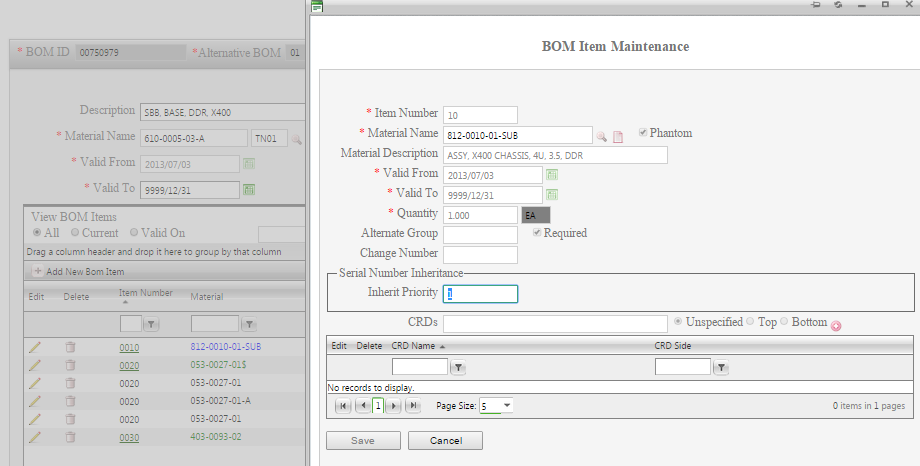 * BOM ID 00750979 *Alternative BOM 01
Description SBB, BASE, DDR, X400
* Material Name 610-0005-03-A TN01
* Valid From 2013/07/03
* Valid To 9999/12/31
View BOM Items
All Current Valid On
Drag a column header and drop it here to group by that column
Add New Bom Item
Edit Delete Item Number Material
0010 812-0010-01-SUB
0020 053-0027-01$
0020 053-0027-01
0020 053-0027-01-A
0020 053-0027-01
0030 403-0093-02
BOM Item Maintenance
* Item Number 10
* Material Name 812-0010-01-SUB Phantom
Material Description ASSY, X400 CHASSIS, 4U, 3.5, DDR
* Valid From 2013/07/03
* Valid To 9999/12/31
* Quantity 1.000 EA
Alternate Group Required
Change Number
Serial Number Inheritance
Inherit Priority 1
CRDs Unspecified Top Bottom
Edit Delete CRD Name CRD Side
No records to display.
1 Page Size: 5 0 items in 1 pages
Save Cancel